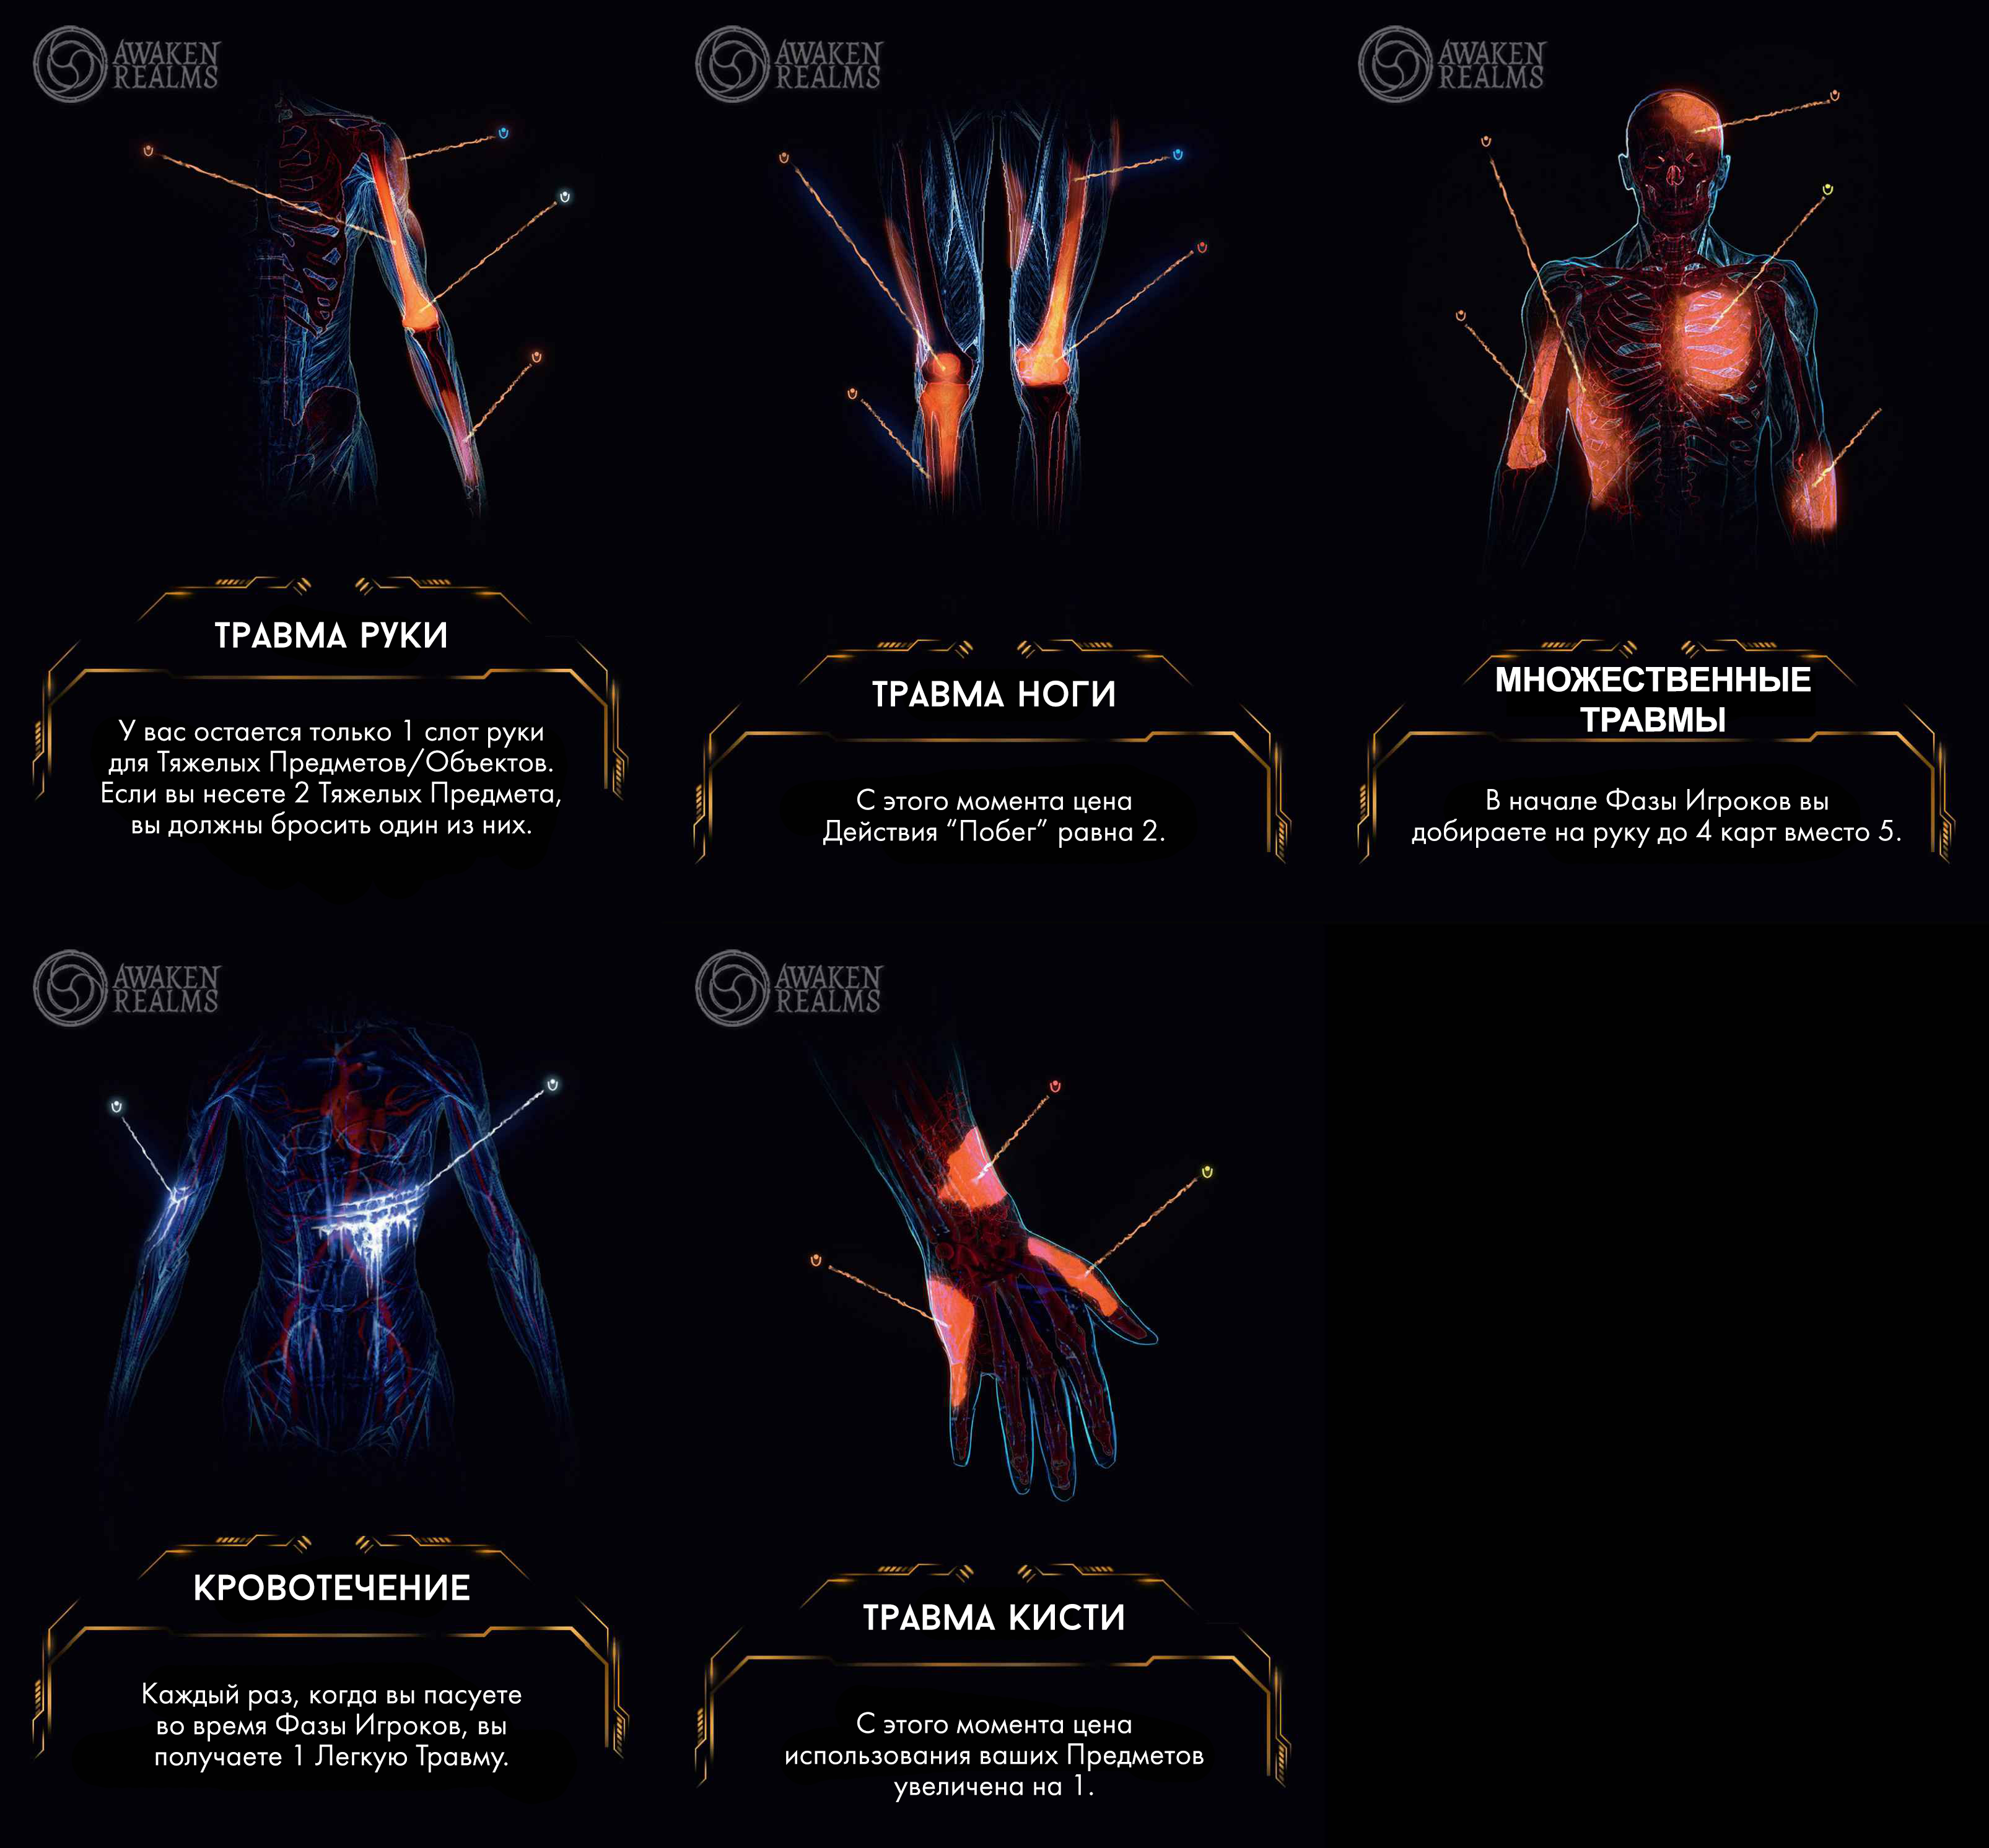 AWAKEN
REALMS
ТРАВМА РУКИ
У вас остается только 1 слот руки
для Тяжелых Предметов/Объектов.
Если вы несете 2 Тяжелых Предмета,
вы должны бросить один из них.
AWAKEN
REALMS
ТРАВМА НОГИ
С этого момента цена
Действия “Побег” равна 2.
AWAKEN
REALMS
МНОЖЕСТВЕННЫЕ
ТРАВМЫ
В начале Фазы Игроков вы
добираете на руку до 4 карт вместо 5.
AWAKEN
REALMS
КРОВОТЕЧЕНИЕ
Каждый раз, когда вы пасуете
во время Фазы Игроков, вы
получаете 1 Легкую Травму.
AWAKEN
REALMS
ТРАВМА КИСТИ
С этого момента цена
использования ваших Предметов
увеличена на 1.